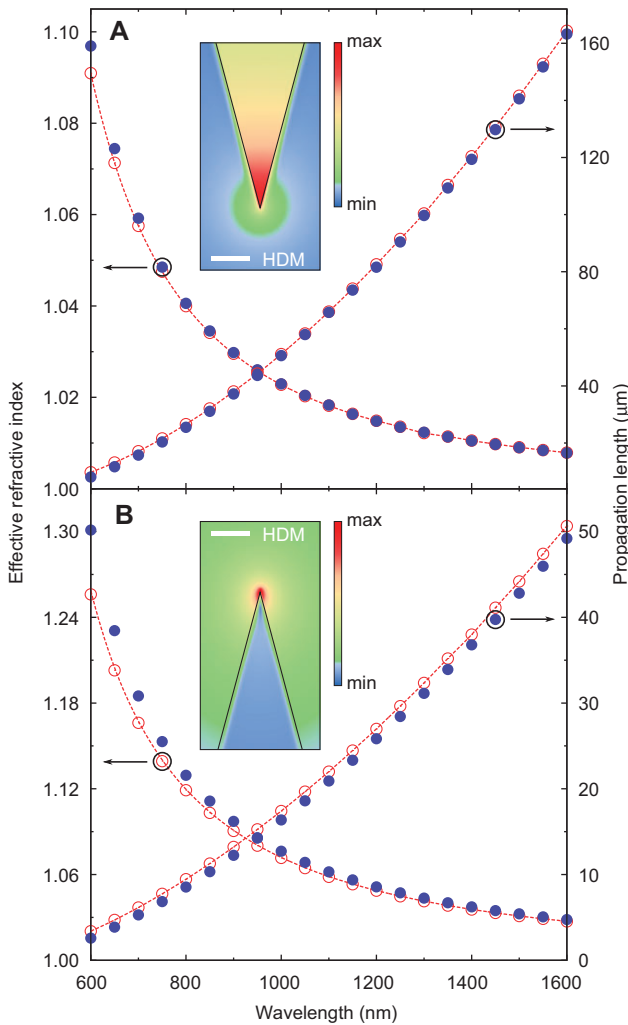 A
1.10
1.08
1.06
1.04
1.02
1.00
160
120
80
40
max
min
HDM
Effective refractive index
Propagation length (µm)
B
1.30
1.24
1.18
1.12
1.06
1.00
50
40
30
20
10
0
HDM
max
min
600
800
1000
1200
1400
1600
Wavelength (nm)